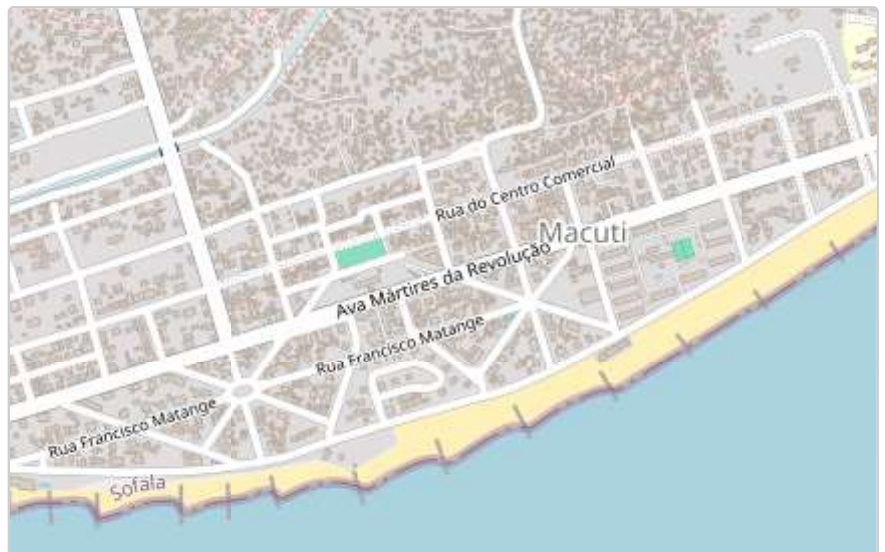 Rua do Centro Comercial
Macuti
Ava Mártires da Revolução
Rua Francisco Matange
Rua Francisco Matange
Sofala